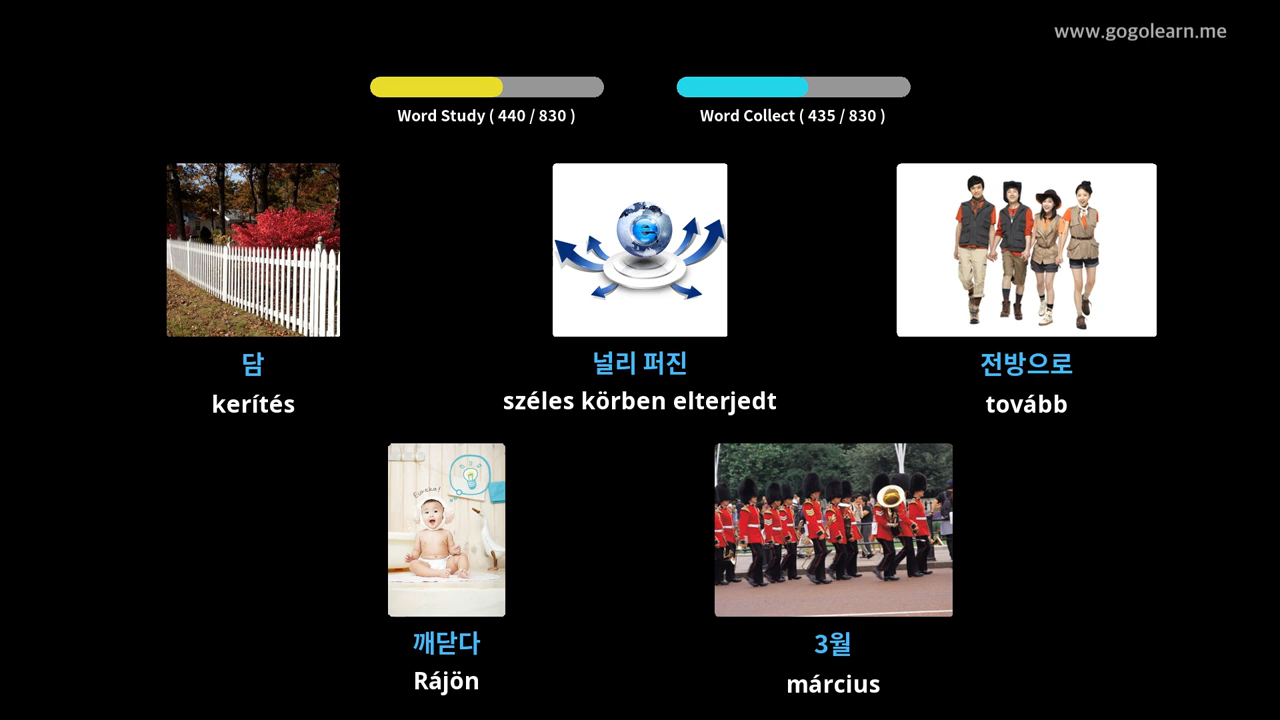 www.gogolearn.me
Word Study ( 440 / 830 )
Word Collect ( 435 / 830 )
담
널리 퍼진
전방으로
kerítés
széles körben elterjedt
tovább
Eureka!
깨닫다
3월
Rájön
március